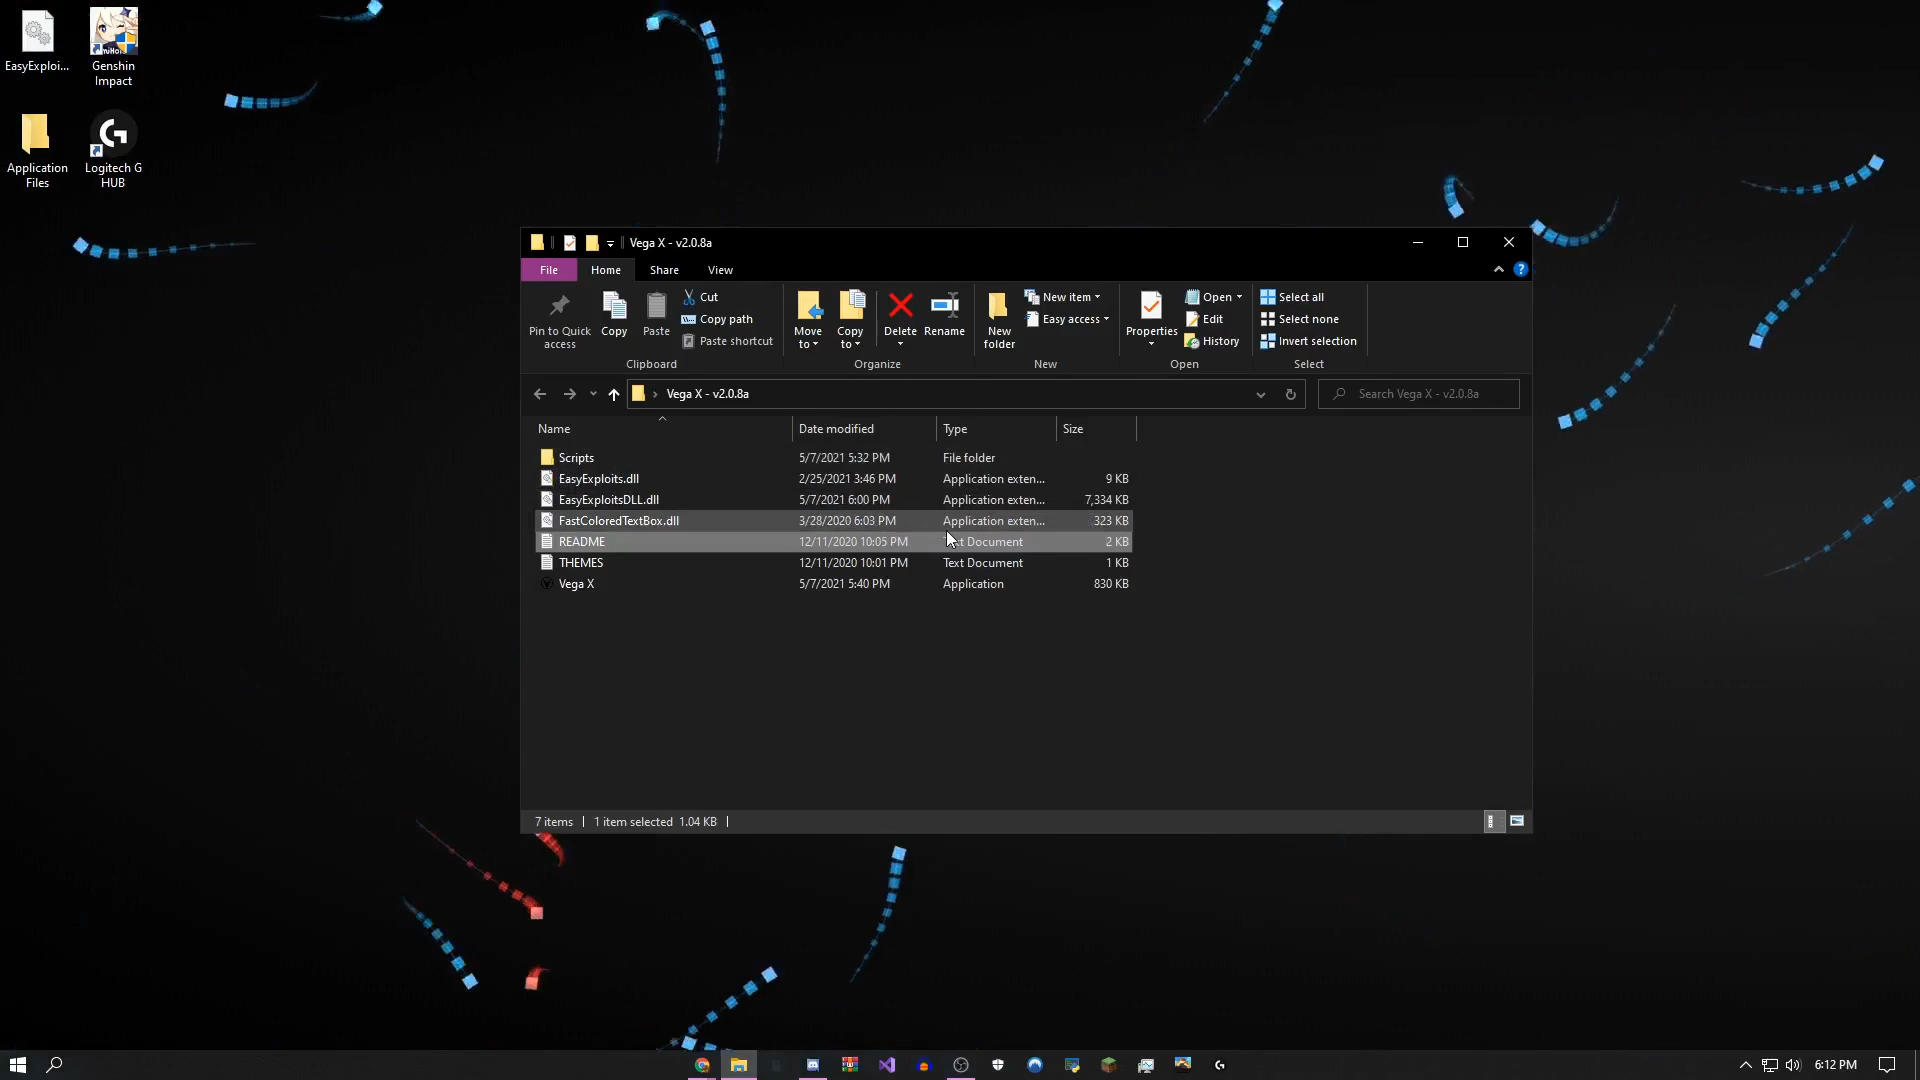 EasyExploi...
Genshin
Impact
Application
Files
Logitech G
HUB
Vega X - v2.0.8a
File
Home
Share
View
Pin to Quick
access
Copy
Paste
Cut
Copy path
Paste shortcut
Clipboard
Move
to
Copy
to
Delete
Rename
Organize
New
folder
New item
Easy access
New
Properties
Open
Edit
History
Open
Select all
Select none
Invert selection
Select
Vega X - v2.0.8a
Search Vega X - v2.0.8a
Name Date modified Type Size
Scripts 5/7/2021 5:32 PM File folder
EasyExploits.dll 2/25/2021 3:46 PM Application exten... 9 KB
EasyExploitsDLL.dll 5/7/2021 6:00 PM Application exten... 7,334 KB
FastColoredTextBox.dll 3/28/2020 6:03 PM Application exten... 323 KB
README 12/11/2020 10:05 PM Text Document 2 KB
THEMES 12/11/2020 10:01 PM Text Document 1 KB
Vega X 5/7/2021 5:40 PM Application 830 KB
7 items 1 item selected 1.04 KB
6:12 PM